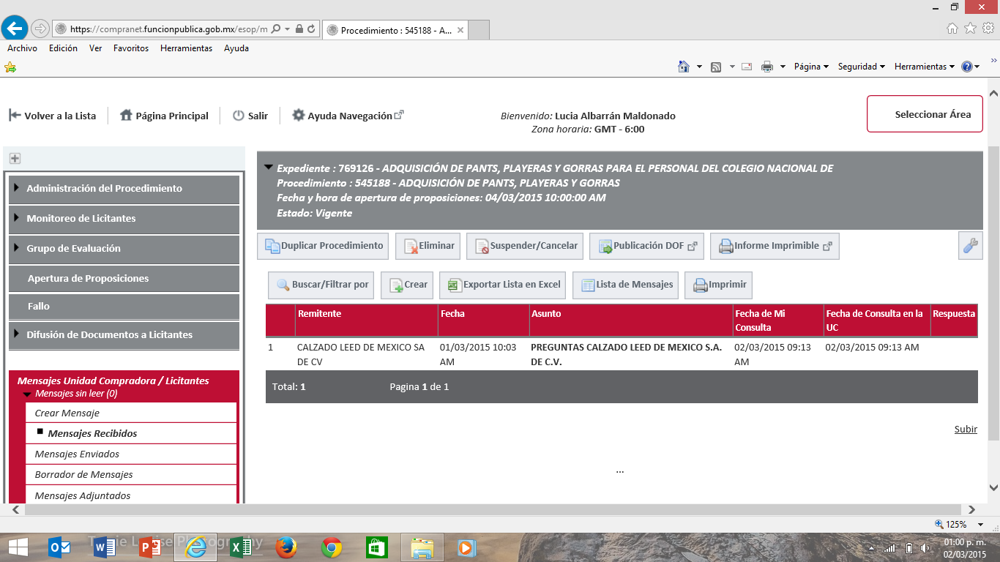 https://compranet.funcionpublica.gob.mx/esop/m
Procedimiento : 545188 - A...
Archivo Edición Ver Favoritos Herramientas Ayuda
Página Seguridad Herramientas
Volver a la Lista
Página Principal
Salir
Ayuda Navegación
Bienvenido: Lucia Albarrán Maldonado
Zona horaria: GMT - 6:00
Seleccionar Área
Administración del Procedimiento
Monitoreo de Licitantes
Grupo de Evaluación
Apertura de Proposiciones
Fallo
Difusión de Documentos a Licitantes
Mensajes Unidad Compradora / Licitantes
Mensajes sin leer (0)
Crear Mensaje
Mensajes Recibidos
Mensajes Enviados
Borrador de Mensajes
Mensajes Adjuntados
Expediente : 769126 - ADQUISICIÓN DE PANTS, PLAYERAS Y GORRAS PARA EL PERSONAL DEL COLEGIO NACIONAL DE
Procedimiento : 545188 - ADQUISICIÓN DE PANTS, PLAYERAS Y GORRAS
Fecha y hora de apertura de proposiciones: 04/03/2015 10:00:00 AM
Estado: Vigente
Duplicar Procedimiento
Eliminar
Suspender/Cancelar
Publicación DOF
Informe Imprimible
Buscar/Filtrar por
Crear
Exportar Lista en Excel
Lista de Mensajes
Imprimir
Remitente
Fecha
Asunto
Fecha de Mi
Consulta
Fecha de Consulta en la
UC
Respuesta
1
CALZADO LEED DE MEXICO SA
DE CV
01/03/2015 10:03
AM
PREGUNTAS CALZADO LEED DE MEXICO S.A.
DE C.V.
02/03/2015 09:13
AM
02/03/2015 09:13 AM
Total: 1
Pagina 1 de 1
Subir
...
125%
01:00 p. m.
02/03/2015